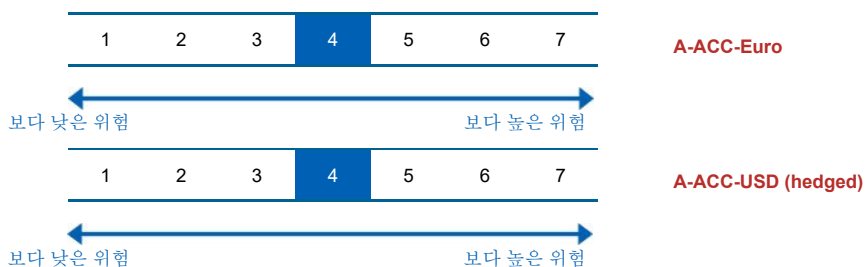 1 2 3 4 5 6 7 A-ACC-Euro
보다 낮은 위험 보다 높은 위험
1 2 3 4 5 6 7 A-ACC-USD (hedged)
보다 낮은 위험 보다 높은 위험